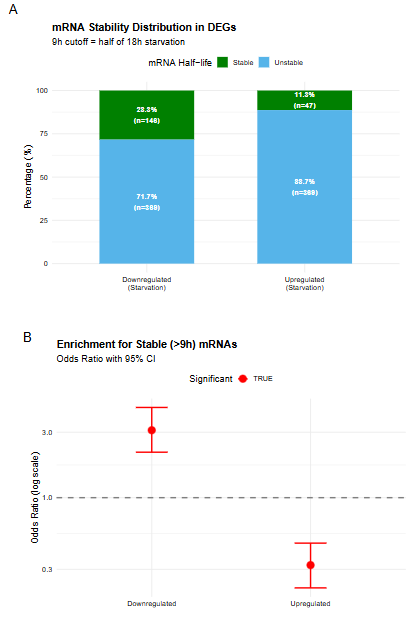 A
mRNA Stability Distribution in DEGs
9h cutoff = half of 18h starvation
mRNA Half-life Stable Unstable
100
75
50
25
0
Percentage (%)
28.3%
(n=146)
71.7%
(n=369)
11.3%
(n=47)
88.7%
(n=369)
Downregulated
(Starvation)
Upregulated
(Starvation)
B
Enrichment for Stable (>9h) mRNAs
Odds Ratio with 95% CI
Significant TRUE
3.0
1.0
0.3
Odds Ratio (log scale)
Downregulated
Upregulated